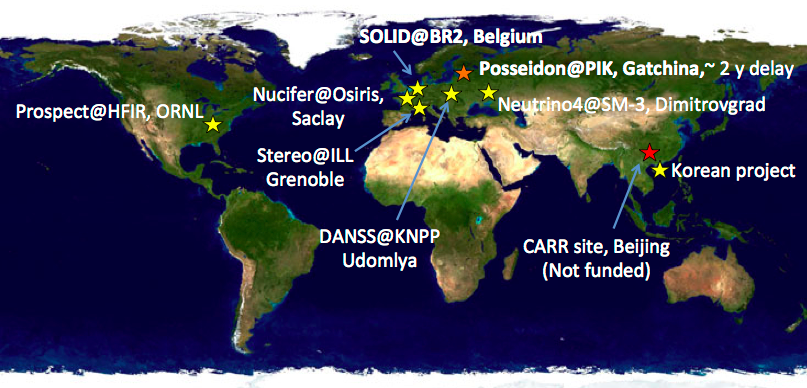 SOLID@BR2, Belgium
Posseidon@PIK, Gatchina,~ 2 y delay
Nucifer@Osiris,
Saclay
Neutrino4@SM-3, Dimitrovgrad
Prospect@HFIR, ORNL
Stereo@ILL
Grenoble
Korean project
DANSS@KNPP
Udomlya
CARR site, Beijing
(Not funded)